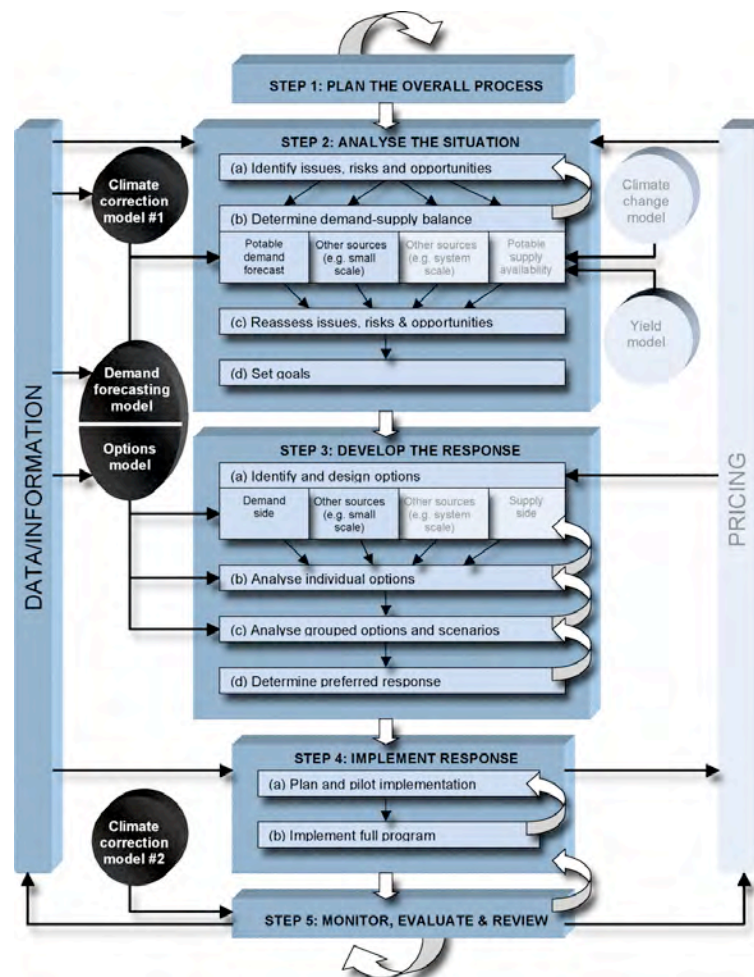 STEP 1: PLAN THE OVERALL PROCESS
STEP 2: ANALYSE THE SITUATION
(a) Identify issues, risks and opportunities
(b) Determine demand-supply balance
Potable
demand
forecast
Other sources
(e.g. small
scale)
Other sources
(e.g. system
scale)
Potable
supply
availability
(c) Reassess issues, risks & opportunities
(d) Set goals
Climate
correction
model #1
Demand
forecasting
model
Options
model
Climate
change
model
Yield
model
DATA/INFORMATION
PRICING
STEP 3: DEVELOP THE RESPONSE
(a) Identify and design options
Demand
side
Other sources
(e.g. small
scale)
Other sources
(e.g. system
scale)
Supply
side
(b) Analyse individual options
(c) Analyse grouped options and scenarios
(d) Determine preferred response
STEP 4: IMPLEMENT RESPONSE
(a) Plan and pilot implementation
(b) Implement full program
Climate
correction
model #2
STEP 5: MONITOR, EVALUATE & REVIEW